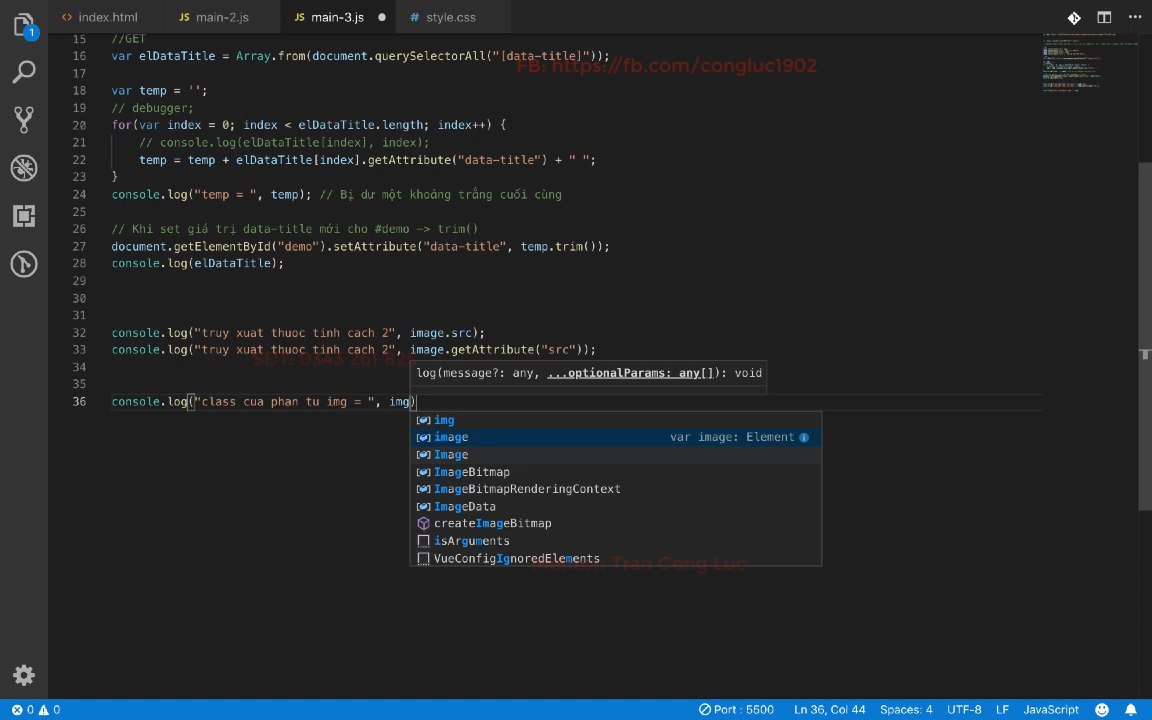 1
index.html
JS main-2.js
JS main-3.js
# style.css
FB: https://fb.com/congluc1902
15 //GET
16 var elDataTitle = Array.from(document.querySelectorAll("[data-title]"));
17
18 var temp = '';
19 // debugger;
20 for(var index = 0; index < elDataTitle.length; index++) {
21 // console.log(elDataTitle[index], index);
22 temp = temp + elDataTitle[index].getAttribute("data-title") + " ";
23 }
24 console.log("temp = ", temp); // Bị dư một khoảng trắng cuối cùng
25
26 // Khi set giá trị data-title mới cho #demo -> trim()
27 document.getElementById("demo").setAttribute("data-title", temp.trim());
28 console.log(elDataTitle);
29
30
31
32 console.log("truy xuat thuoc tinh cach 2", image.src);
33 console.log("truy xuat thuoc tinh cach 2", image.getAttribute("src"));
34
log(message?: any, ...optionalParams: any[]): void
35
36 console.log("class cua phan tu img = ", img)
img
image var image: Element
Image
ImageBitmap
ImageBitmapRenderingContext
ImageData
createImageBitmap
isArguments
VueConfigIgnoredElements
Tran Cong Luc
0 0
Port : 5500
Ln 36, Col 44
Spaces: 4
UTF-8
LF
JavaScript